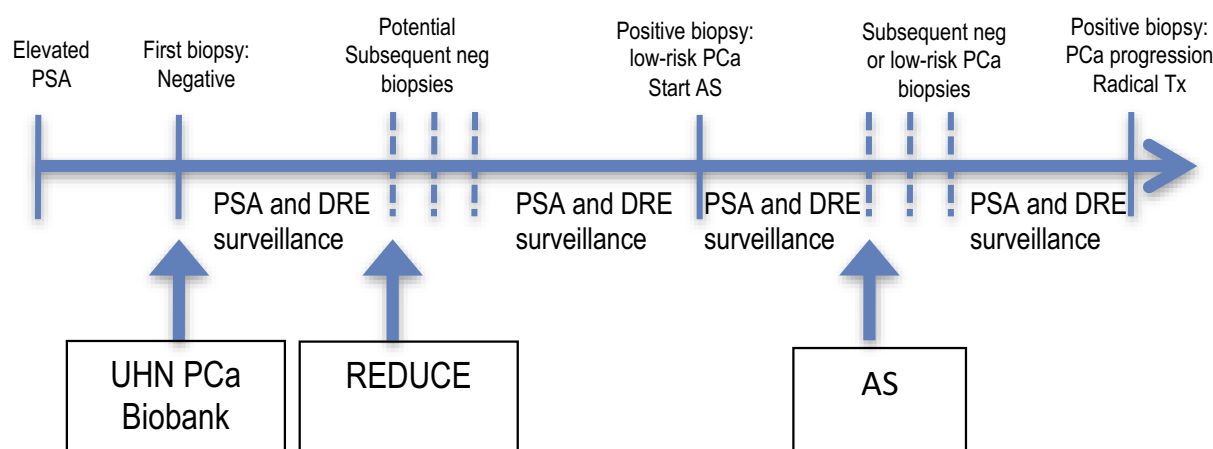 Elevated
PSA
First biopsy:
Negative
Potential
Subsequent neg
biopsies
Positive biopsy:
low-risk PCa
Start AS
Subsequent neg
or low-risk PCa
biopsies
Positive biopsy:
PCa progression
Radical Tx
PSA and DRE
surveillance
PSA and DRE
surveillance
PSA and DRE
surveillance
PSA and DRE
surveillance
UHN PCa
Biobank
REDUCE
AS